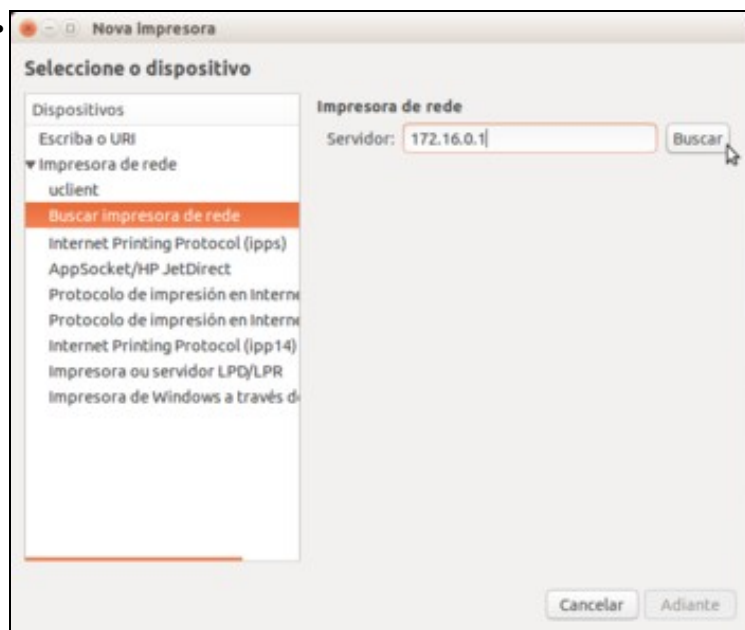 Nova impresora
Seleccione o dispositivo
Dispositivos
Escriba o URI
Impresora de rede
uclient
Buscar impresora de rede
Internet Printing Protocol (ipps)
AppSocket/HP JetDirect
Protocolo de impresión en Interne
Protocolo de impresión en Interne
Internet Printing Protocol (ipp14)
Impresora ou servidor LPD/LPR
Impresora de Windows a través d
Impresora de rede
Servidor: 172.16.0.1 Buscar
Cancelar Adiante